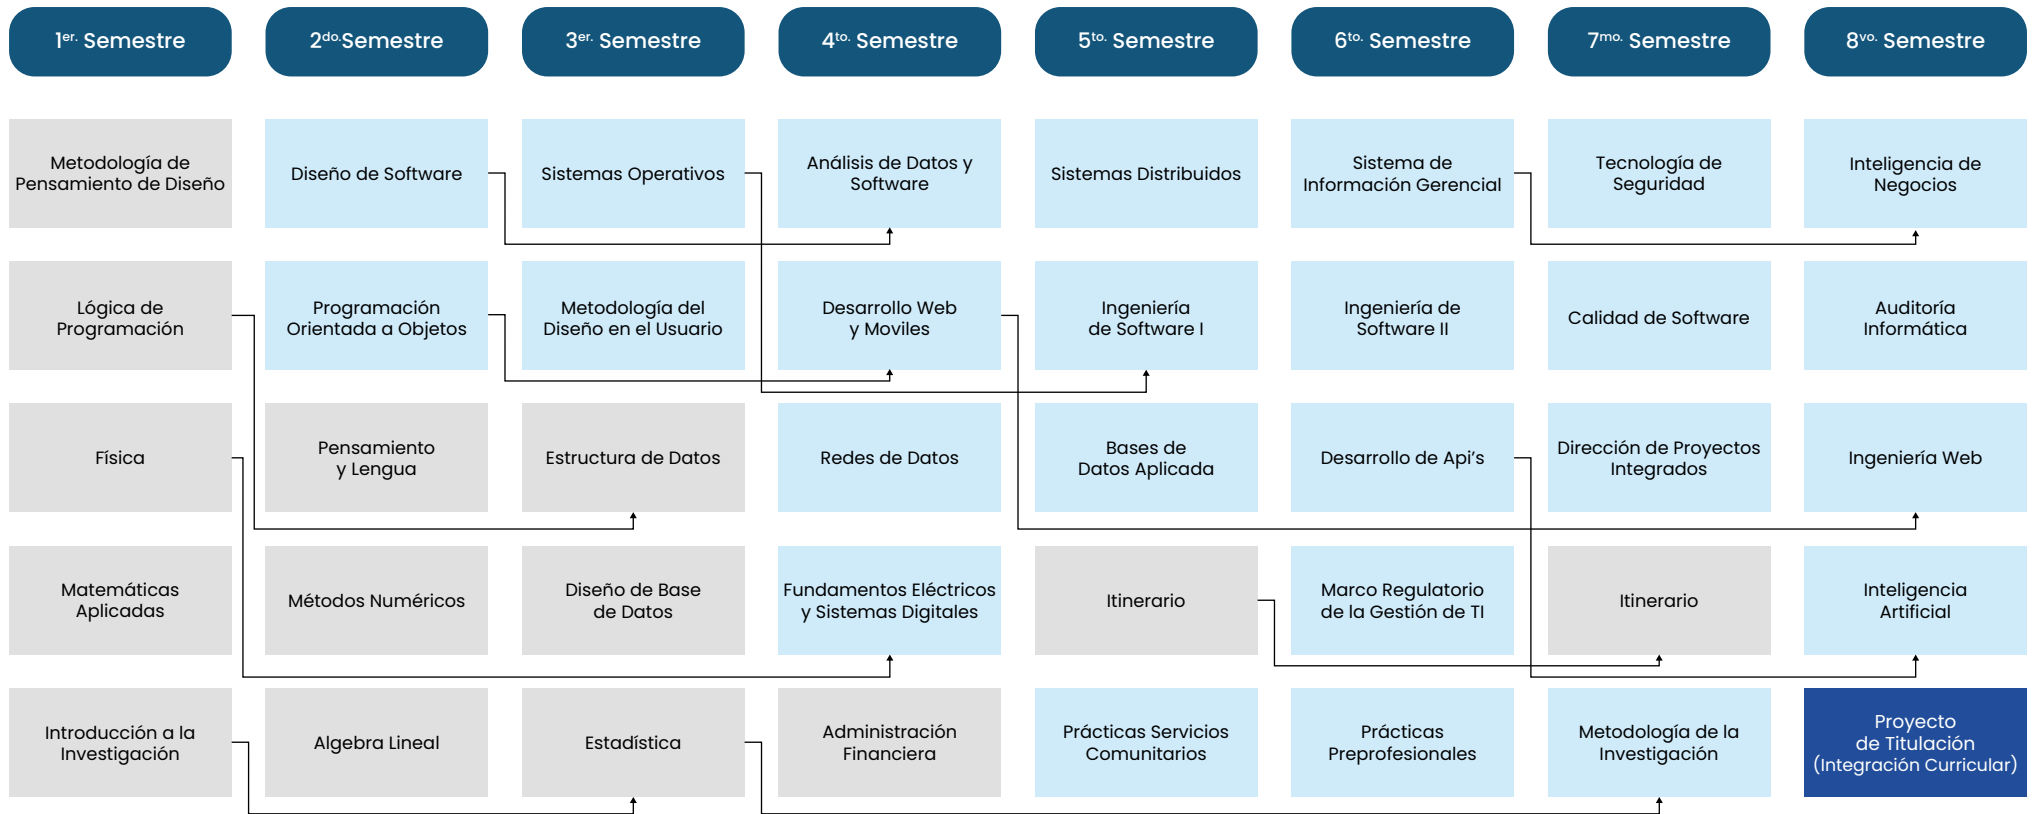 1er. Semestre
2do.Semestre
3er. Semestre
4to. Semestre
5to. Semestre
6to. Semestre
7mo. Semestre
8vo. Semestre
Metodología de
Pensamiento de Diseño
Diseño de Software
Sistemas Operativos
Análisis de Datos y
Software
Sistemas Distribuidos
Sistema de
Información Gerencial
Tecnología de
Seguridad
Inteligencia de
Negocios
Lógica de
Programación
Programación
Orientada a Objetos
Metodología del
Diseño en el Usuario
Desarrollo Web
y Moviles
Ingeniería
de Software I
Ingeniería de
Software II
Calidad de Software
Auditoría
Informática
Física
Pensamiento
y Lengua
Estructura de Datos
Redes de Datos
Bases de
Datos Aplicada
Desarrollo de Api’s
Dirección de Proyectos
Integrados
Ingeniería Web
Matemáticas
Aplicadas
Métodos Numéricos
Diseño de Base
de Datos
Fundamentos Eléctricos
y Sistemas Digitales
Itinerario
Marco Regulatorio
de la Gestión de TI
Itinerario
Inteligencia
Artificial
Introducción a la
Investigación
Algebra Lineal
Estadística
Administración
Financiera
Prácticas Servicios
Comunitarios
Prácticas
Preprofesionales
Metodología de la
Investigación
Proyecto
de Titulación
(Integración Curricular)